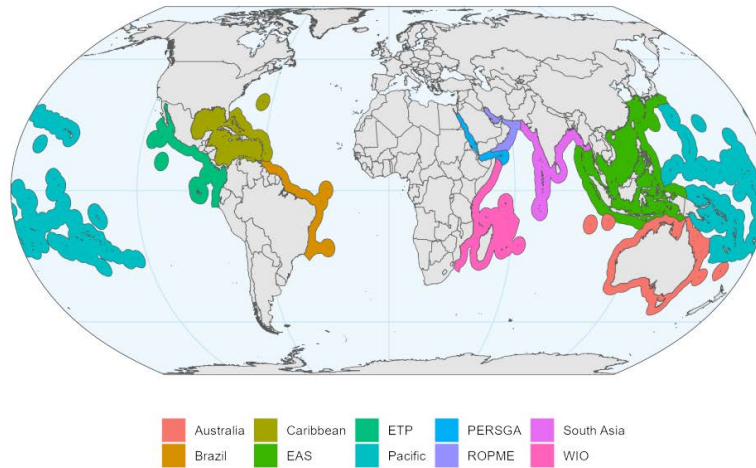 Australia Caribbean ETP PERSGA South Asia
Brazil EAS Pacific ROPME WIO